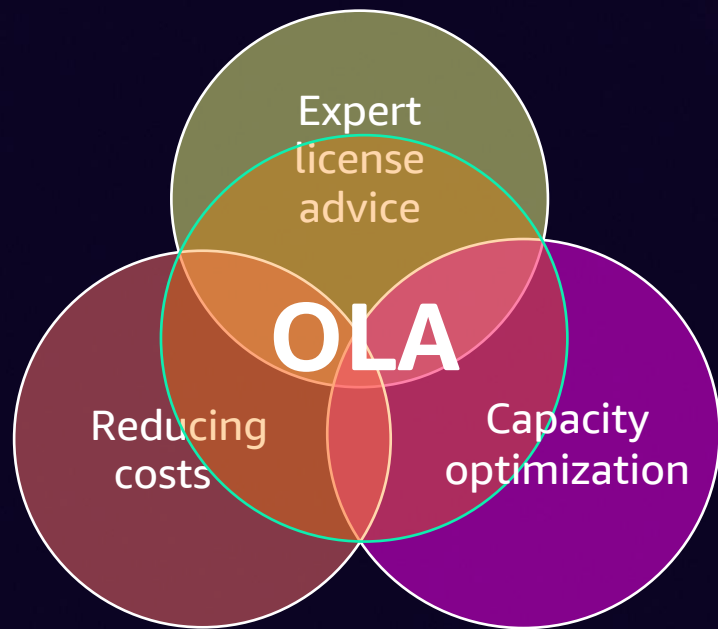 Expert
license
advice
OLA
Reducing
costs
Capacity
optimization